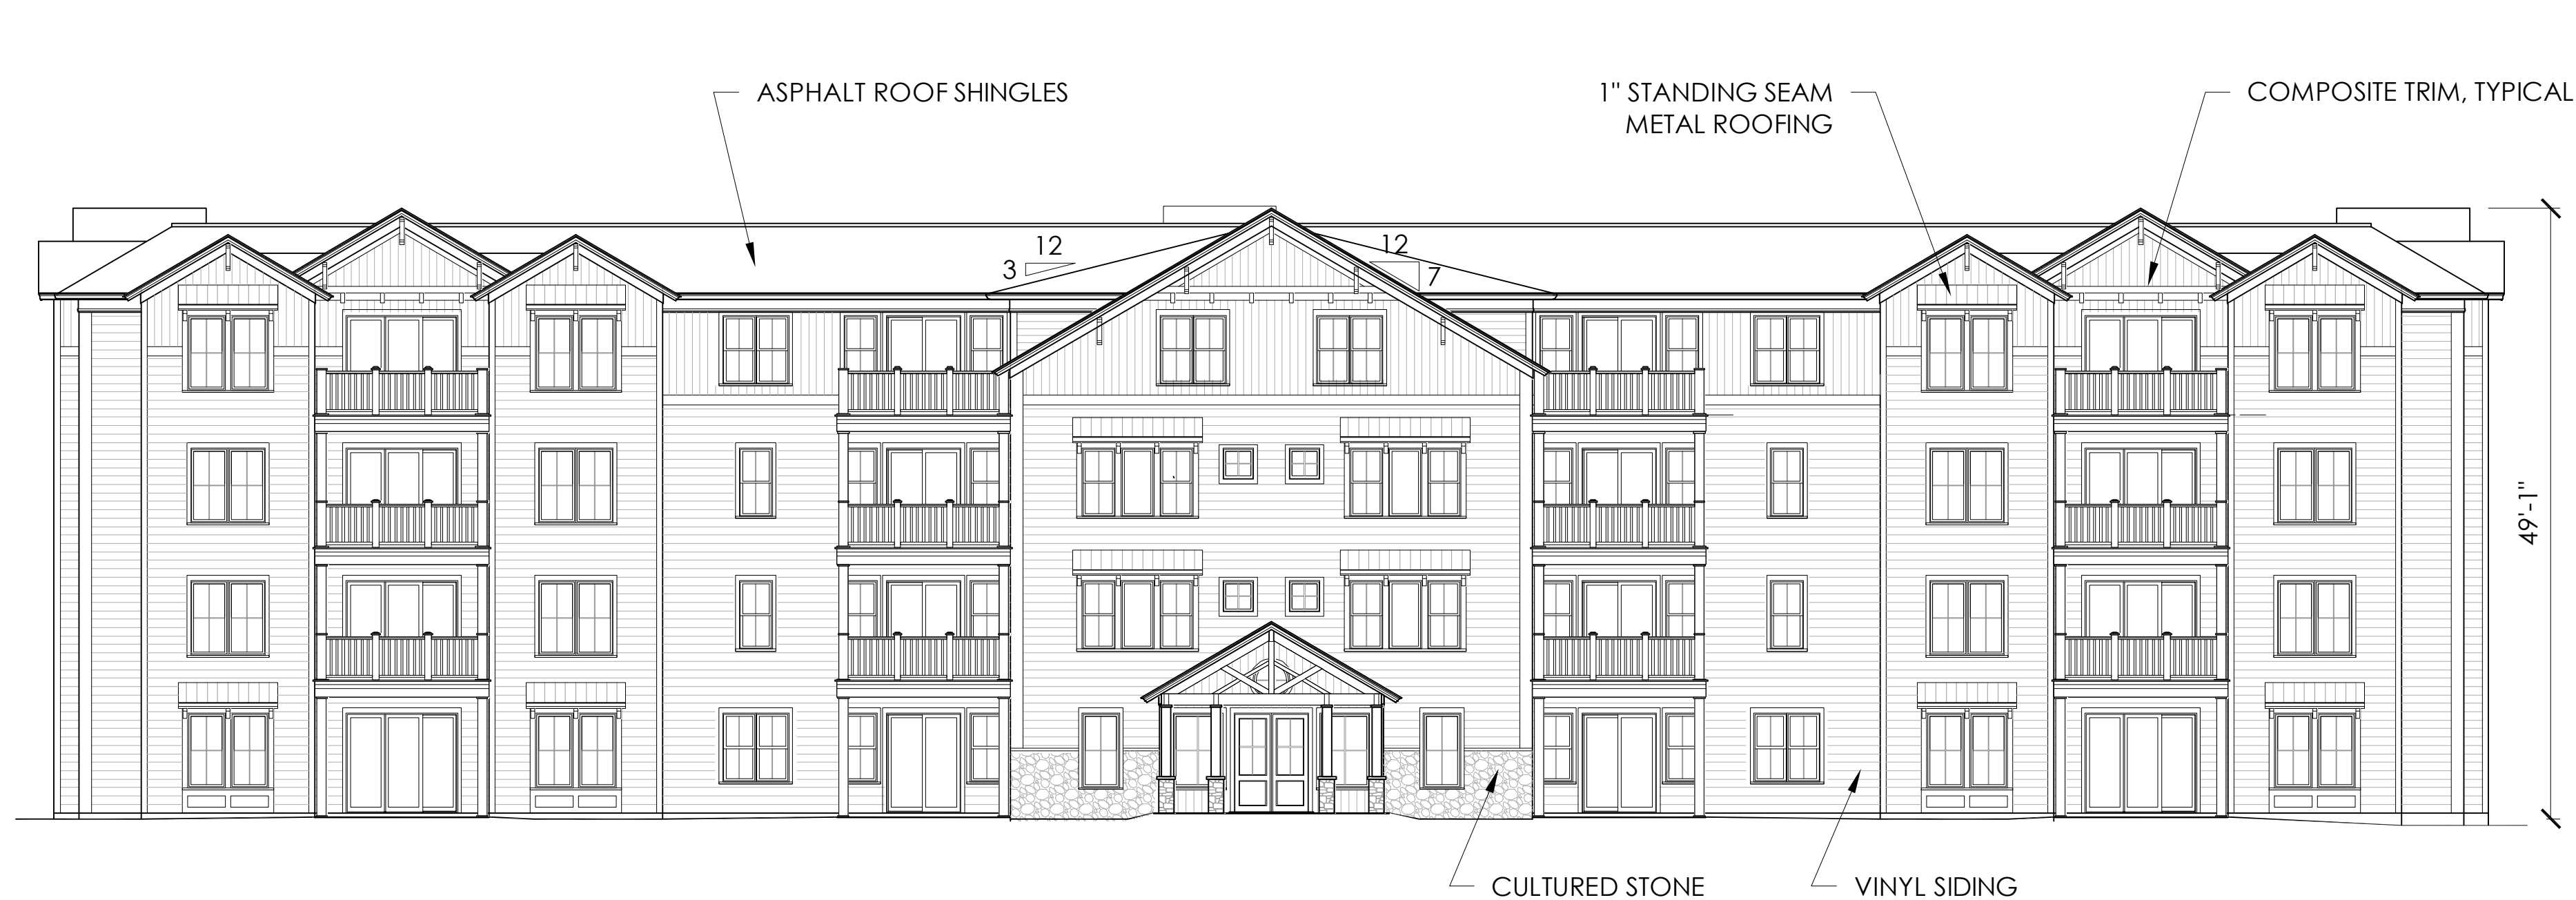 ASPHALT ROOF SHINGLES
1" STANDING SEAM
METAL ROOFING
COMPOSITE TRIM, TYPICAL
12
3
12
7
49'-1"
CULTURED STONE
VINYL SIDING